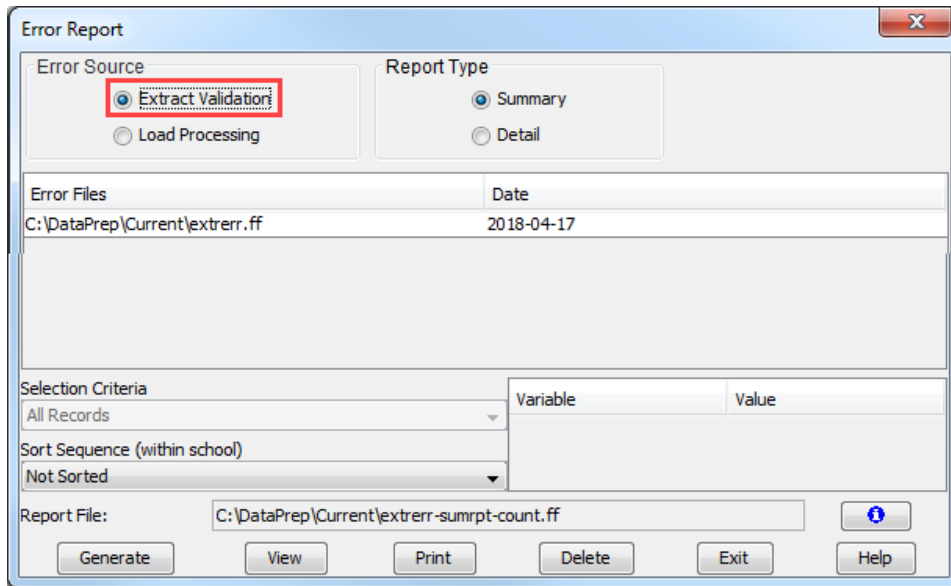 Error Report
Error Source
Report Type
Extract Validation
Summary
Load Processing
Detail
Error Files
Date
C:\DataPrep\Current\extrerr.ff
2018-04-17
Selection Criteria
All Records
Variable
Value
Sort Sequence (within school)
Not Sorted
Report File:
C:\DataPrep\Current\extrerr-sumrpt-count.ff
Generate
View
Print
Delete
Exit
Help